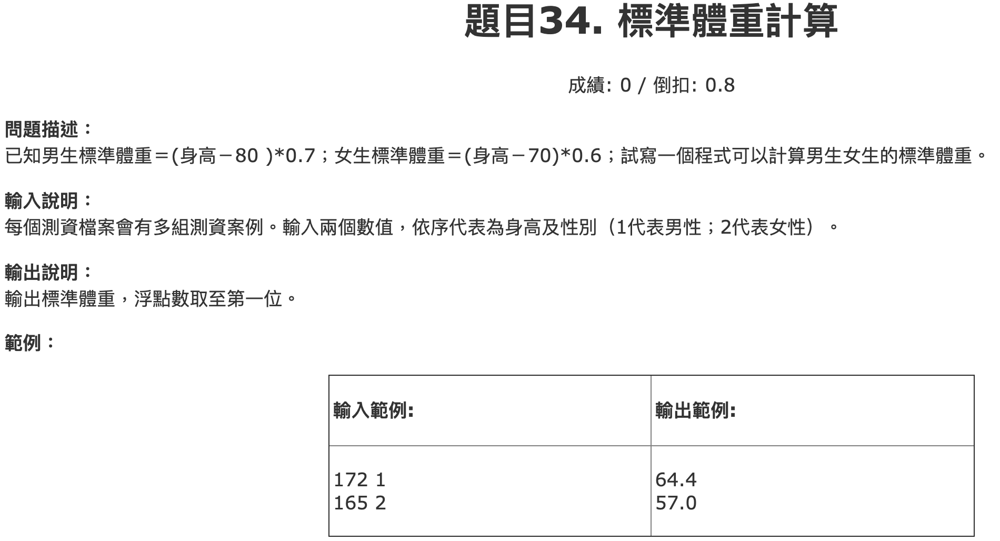 題目34. 標準體重計算
成績: 0 / 倒扣: 0.8
問題描述：
已知男生標準體重＝(身高－80 )*0.7；女生標準體重＝(身高－70)*0.6；試寫一個程式可以計算男生女生的標準體重。
輸入說明：
每個測資檔案會有多組測資案例。輸入兩個數值，依序代表為身高及性別（1代表男性；2代表女性）。
輸出說明：
輸出標準體重，浮點數取至第一位。
範例：
輸入範例:
輸出範例:
172 1
165 2
64.4
57.0